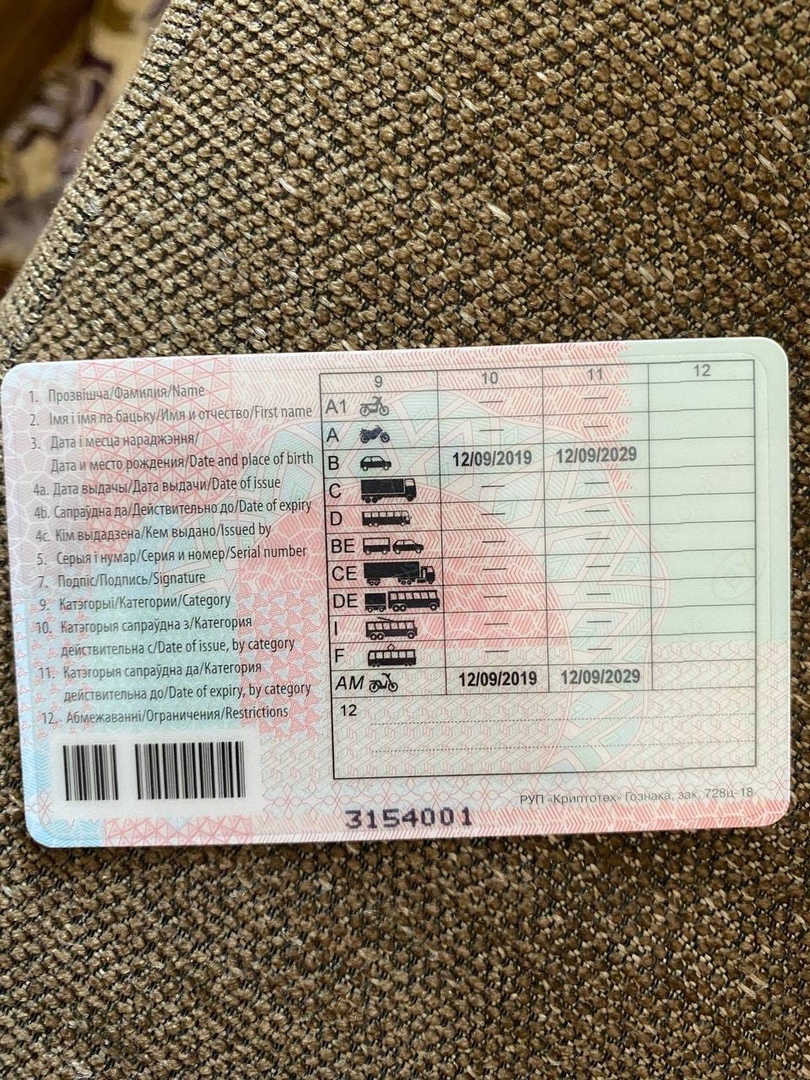 1. Прозвішча/Фамилия/Name
2. Імя і імя па бацьку/Имя и отчество/First name
3. Дата і месца нараджэння/
Дата и место рождения/Date and place of birth
4a. Дата выдачы/Дата выдачи/Date of issue
4b. Сапраўдна да/Действительно до/Date of expiry
4c. Кім выдадзена/Кем выдано/Issued by
5. Серыя і нумар/Серия и номер/Serial number
7. Подпіс/Подпись/Signature
9. Катэгорыі/Категории/Category
10. Катэгорыя сапраўдна з/Категория
действительна с/Date of issue, by category
11. Катэгорыя сапраўдна да/Категория
действительна до/Date of expiry, by category
12. Абмежаванні/Ограничения/Restrictions
9 10 11 12
A1 — —
A — —
B 12/09/2019 12/09/2029
C — —
D — —
BE — —
CE — —
DE — —
I — —
F — —
AM 12/09/2019 12/09/2029
12
РУП «Криптотех» Гознака, зак. 728ц-18
3154001